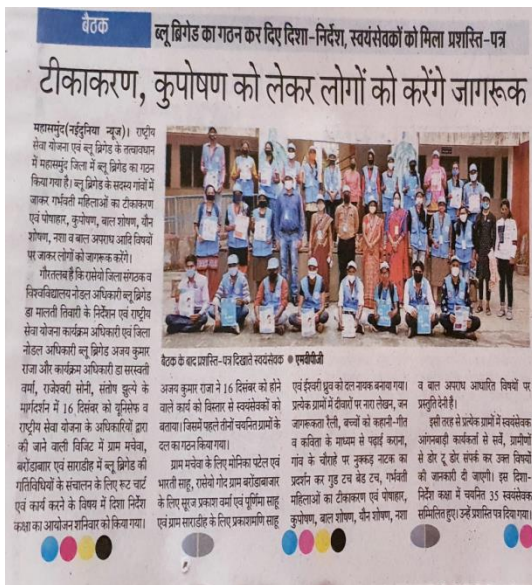 बैठक
ब्लू ब्रिगेड का गठन कर दिए दिशा-निर्देश, स्वयंसेवकों को मिला प्रशस्ति-पत्र
टीकाकरण, कुपोषण को लेकर लोगों को करेंगे जागरूक
महासमुंद(नईदुनिया न्यूज)। राष्ट्रीय
सेवा योजना एवं ब्लू ब्रिगेड के तत्वावधान
में महासमुंद जिला में ब्लू ब्रिगेड का गठन
किया गया है। ब्लू ब्रिगेड के सदस्य गांवों में
जाकर गर्भवती महिलाओं का टीकाकरण
एवं पोषाहार, कुपोषण, बाल शोषण, यौन
शोषण, नशा व बाल अपराध आदि विषयों
पर जाकर लोगों को जागरूक करेंगे।
गौरतलब है कि रासेयो जिला संगठक व
विश्वविद्यालय नोडल अधिकारी ब्लू ब्रिगेड
डा मालती तिवारी के निर्देशन एवं राष्ट्रीय
सेवा योजना कार्यक्रम अधिकारी एवं जिला
नोडल अधिकारी ब्लू ब्रिगेड अजय कुमार
राजा और कार्यक्रम अधिकारी डा सरस्वती
वर्मा, राजेश्वरी सोनी, संतोष झुल्पे के
मार्गदर्शन में 16 दिसंबर को यूनिसेफ व
राष्ट्रीय सेवा योजना के अधिकारियों द्वारा
की जाने वाली विजिट में ग्राम मचेवा,
बरोंडाबाजार एवं साराडीह में ब्लू ब्रिगेड की
गतिविधियों के संचालन के लिए रूट चार्ट
एवं कार्य करने के विषय में दिशा निर्देश
कक्षा का आयोजन शनिवार को किया गया।
बैठक के बाद प्रशस्ति-पत्र दिखाते स्वयंसेवक ● एमबीपीजी
अजय कुमार राजा ने 16 दिसंबर को होने
वाले कार्य को विस्तार से स्वयंसेवकों को
बताया। जिसमें पहले तीनों चयनित ग्रामों के
दल का गठन किया गया।
ग्राम मचेवा के लिए मोनिका पटेल एवं
भारती साहू, रासेयो गोद ग्राम बरोंडाबाजार
के लिए सूरज प्रकाश वर्मा एवं पूर्णिमा साहू
एवं ग्राम साराडीह के लिए प्रकाशमणि साहू
एवं ईश्वरी ध्रुव को दल नायक बनाया गया।
प्रत्येक ग्रामों में दीवारों पर नारा लेखन, जन
जागरूकता रैली, बच्चों को कहानी-गीत
व कविता के माध्यम से पढ़ाई कराना,
गांव के चौराहे पर नुक्कड़ नाटक का
प्रदर्शन कर गुड टच बेड टच, गर्भवती
महिलाओं का टीकाकरण एवं पोषाहार,
कुपोषण, बाल शोषण, यौन शोषण, नशा
व बाल अपराध आधारित विषयों पर
प्रस्तुति देनी है।
इसी तरह से प्रत्येक ग्रामों में स्वयंसेवक
आंगनबाड़ी कार्यकर्ता से सर्वे, ग्रामीणों
से डोर टू डोर संपर्क कर उक्त विषयों
की जानकारी दी जाएगी। इस दिशा-
निर्देश कक्षा में चयनित 35 स्वयंसेवक
सम्मिलित हुए। उन्हें प्रशस्ति पत्र दिया गया।